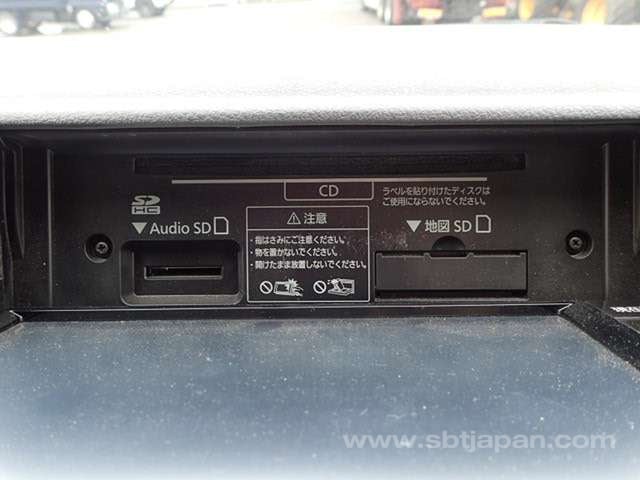 CD
ラベルを貼り付けたディスクは
ご使用にならないでください。
SD
HC
▼Audio SD
⚠注意
・指はさみにご注意ください。
・物を置かないでください。
・開けたまま放置しないでください。
▼地図 SD
www.sbtjapan.com